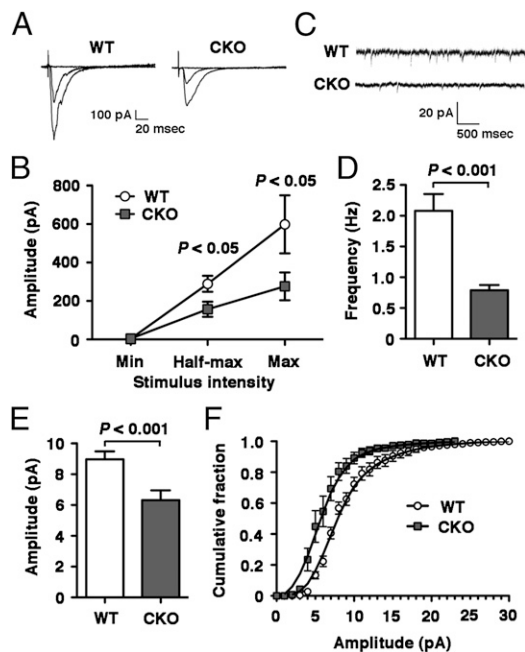 A
WT
CKO
100 pA
20 msec
C
WT
CKO
20 pA
500 msec
B
800
600
400
200
0
Amplitude (pA)
WT
CKO
P < 0.05
P < 0.05
Min
Half-max
Max
Stimulus intensity
D
P < 0.001
2.5
2.0
1.5
1.0
0.5
0.0
Frequency (Hz)
WT
CKO
E
P < 0.001
10
8
6
4
2
0
Amplitude (pA)
WT
CKO
F
1.0
0.8
0.6
0.4
0.2
0
Cumulative fraction
WT
CKO
0
5
10
15
20
25
30
Amplitude (pA)